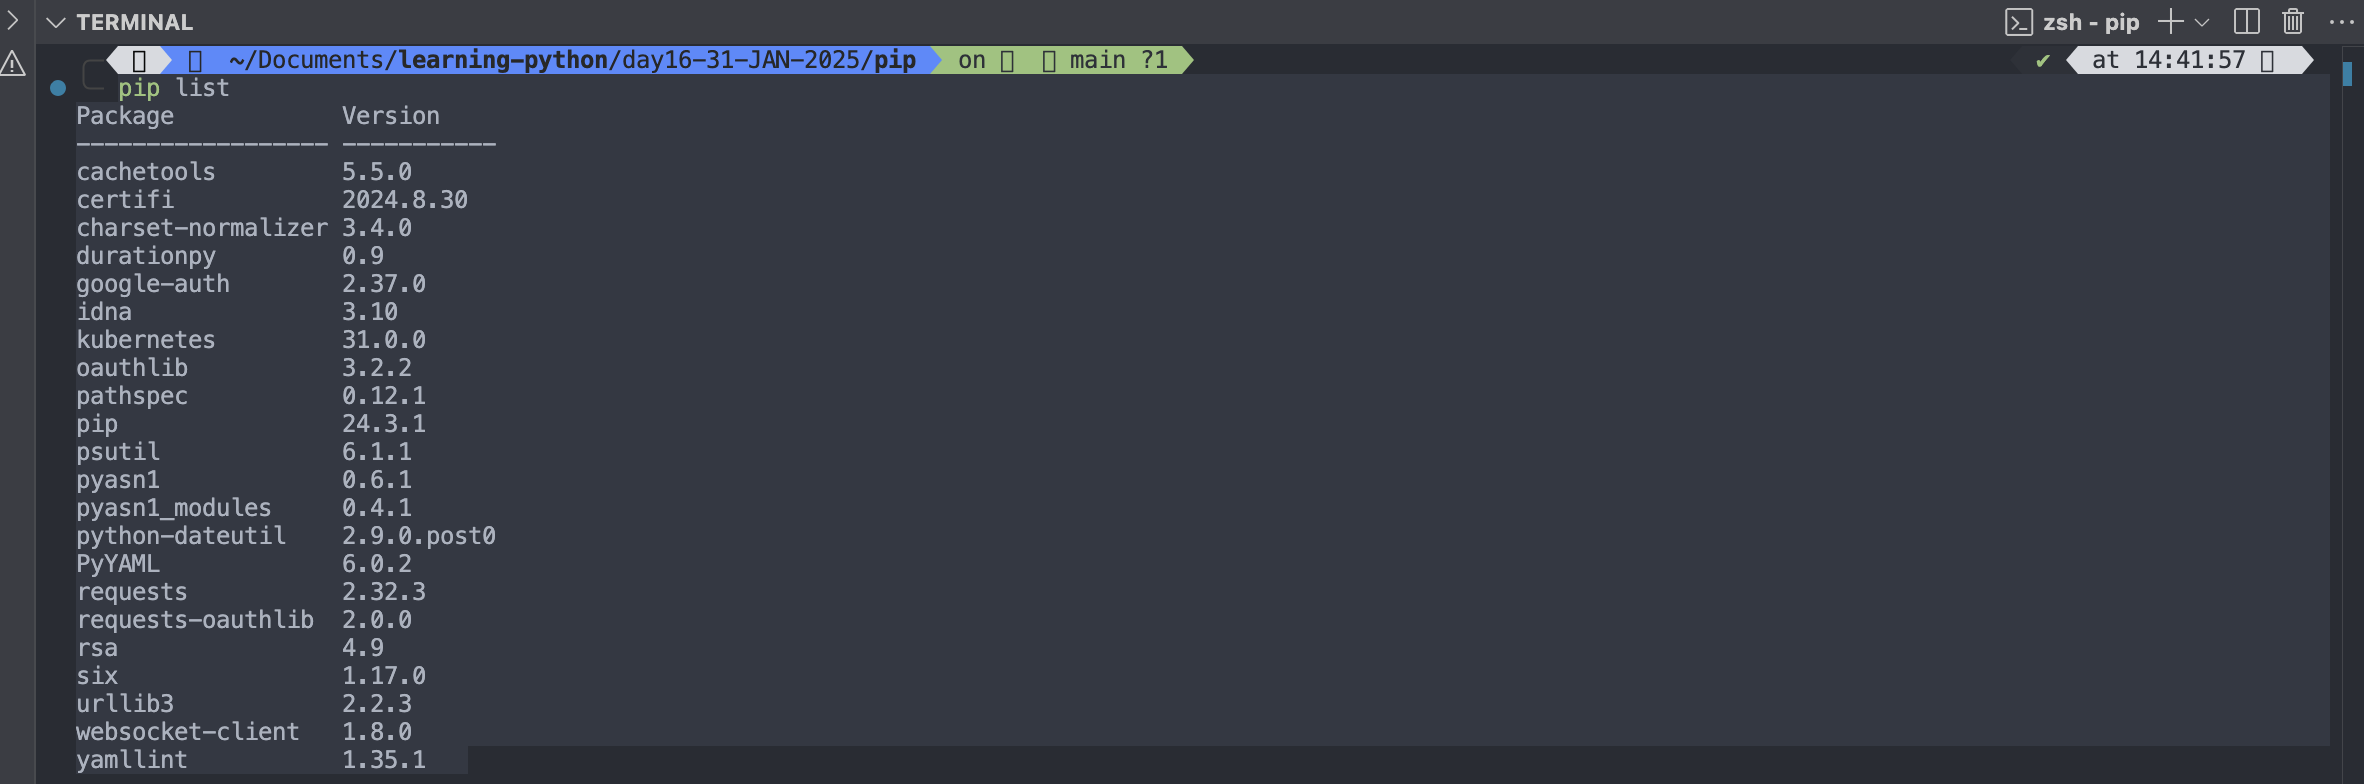 TERMINAL
zsh - pip
~/Documents/learning-python/day16-31-JAN-2025/pip on main ?1 ✔ at 14:41:57
pip list
Package Version
------------------ -----------
cachetools 5.5.0
certifi 2024.8.30
charset-normalizer 3.4.0
durationpy 0.9
google-auth 2.37.0
idna 3.10
kubernetes 31.0.0
oauthlib 3.2.2
pathspec 0.12.1
pip 24.3.1
psutil 6.1.1
pyasn1 0.6.1
pyasn1_modules 0.4.1
python-dateutil 2.9.0.post0
PyYAML 6.0.2
requests 2.32.3
requests-oauthlib 2.0.0
rsa 4.9
six 1.17.0
urllib3 2.2.3
websocket-client 1.8.0
yamllint 1.35.1